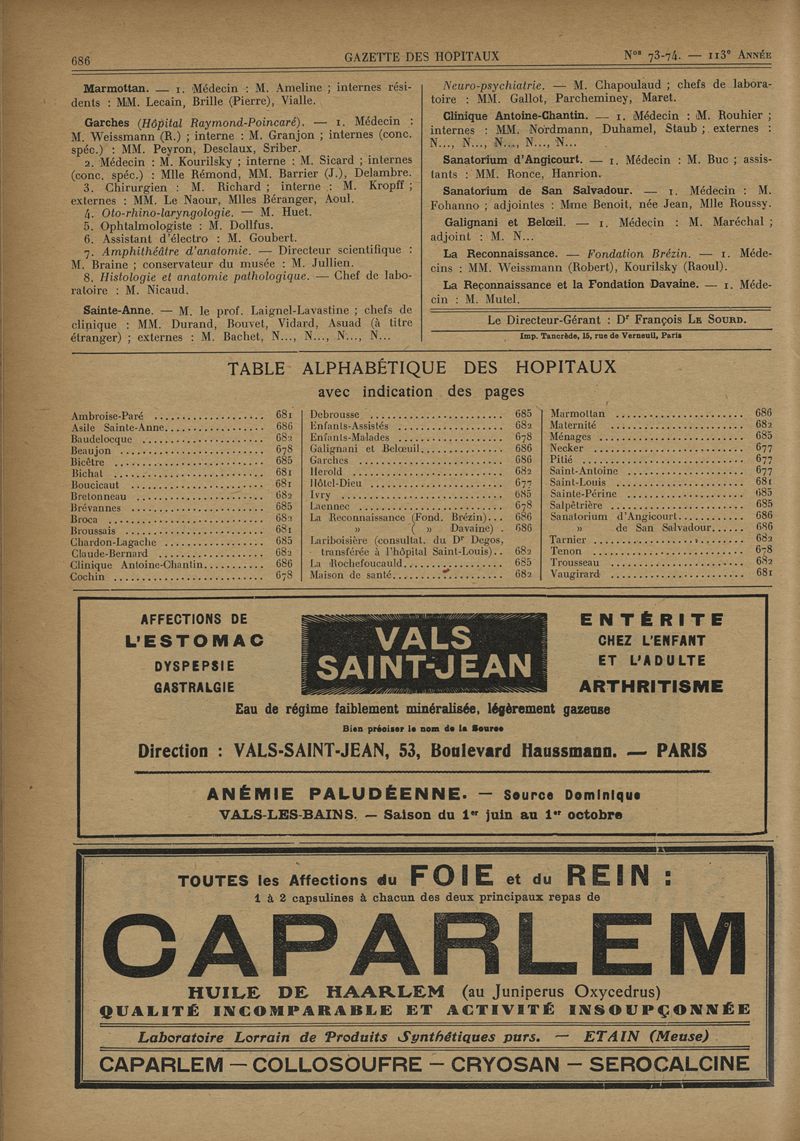 686
GAZETTE DES HOPITAUX
Nos 73-74. — 113e ANNÉE
Marmottan. — 1. Médecin : M. Ameline ; internes rési-
dents : MM. Lecain, Brille (Pierre), Vialle.
Garches (Hôpital Raymond-Poincaré). — 1. Médecin :
M. Weissmann (R.) ; interne : M. Granjon ; internes (conc.
spéc.) : MM. Peyron, Desclaux, Sriber.
2. Médecin : M. Kourilsky ; interne : M. Sicard ; internes
(conc. spéc.) : Mlle Rémond, MM. Barrier (J.), Delambre.
3. Chirurgien : M. Richard ; interne : M. Kropff ;
externes : MM. Le Naour, Mlles Béranger, Aoul.
4. Oto-rhino-laryngologie. — M. Huet.
5. Ophtalmologiste : M. Dollfus.
6. Assistant d'électro : M. Goubert.
7. Amphithéâtre d'anatomie. — Directeur scientifique :
M. Braine ; conservateur du musée : M. Jullien.
8. Histologie et anatomie pathologique. — Chef de labo-
ratoire : M. Nicaud.
Sainte-Anne. — M. le prof. Laignel-Lavastine ; chefs de
clinique : MM. Durand, Bouvet, Vidard, Asuad (à titre
étranger) ; externes : M. Bachet, N..., N..., N..., N...
Neuro-psychiatrie. — M. Chapoulaud ; chefs de labora-
toire : MM. Gallot, Parcheminey, Maret.
Clinique Antoine-Chantin. — 1. Médecin : M. Rouhier ;
internes : MM. Nordmann, Duhamel, Staub ; externes :
N..., N..., N..., N..., N...
Sanatorium d'Angicourt. — 1. Médecin : M. Buc ; assis-
tants : MM. Ronce, Hanrion.
Sanatorium de San Salvadour. — 1. Médecin : M.
Fohanno ; adjointes : Mme Benoit, née Jean, Mlle Roussy.
Galignani et Belœil. — 1. Médecin : M. Maréchal ;
adjoint : M. N...
La Reconnaissance. — Fondation Brézin. — 1. Méde-
cins : MM. Weissmann (Robert), Kourilsky (Raoul).
La Reconnaissance et la Fondation Davaine. — 1. Méde-
cin : M. Mutel.
Le Directeur-Gérant : Dr François LE SOURD.
Imp. Tancrède, 15, rue de Verneuil, Paris
TABLE ALPHABÉTIQUE DES HOPITAUX
avec indication des pages
Ambroise-Paré ................... 681
Asile Sainte-Anne................ 686
Baudelocque ..................... 682
Beaujon ......................... 678
Bicêtre ......................... 685
Bichat .......................... 681
Boucicaut ....................... 681
Bretonneau ...................... 682
Brévannes ....................... 685
Broca ........................... 682
Broussais ....................... 681
Chardon-Lagache ................. 685
Claude-Bernard .................. 682
Clinique Antoine-Chantin......... 686
Cochin .......................... 678
Debrousse ....................... 685
Enfants-Assistés ................ 682
Enfants-Malades ................. 678
Galignani et Belœuil............. 686
Garches ......................... 686
Herold .......................... 682
Hôtel-Dieu ...................... 677
Ivry ............................ 685
Laennec ......................... 678
La Reconnaissance (Fond. Brézin)... 686
» ( » Davaine) . 686
Lariboisière (consultat. du Dr Degos,
transférée à l'hôpital Saint-Louis).. 682
La Rochefoucauld................. 685
Maison de santé.................. 682
Marmottan ....................... 686
Maternité ....................... 682
Ménages ......................... 685
Necker .......................... 677
Pitié ........................... 677
Saint-Antoine ................... 677
Saint-Louis ..................... 681
Sainte-Périne ................... 685
Salpêtrière ..................... 685
Sanatorium d'Angicourt........... 686
» de San Salvadour...... 686
Tarnier ......................... 682
Tenon ........................... 678
Trousseau ....................... 682
Vaugirard ....................... 681
AFFECTIONS DE
L'ESTOMAC
DYSPEPSIE
GASTRALGIE
VALS
SAINT-JEAN
ENTÉRITE
CHEZ L'ENFANT
ET L'ADULTE
ARTHRITISME
Eau de régime faiblement minéralisée, légèrement gazeuse
Bien préciser le nom de la Source
Direction : VALS-SAINT-JEAN, 53, Boulevard Haussmann. — PARIS
ANÉMIE PALUDÉENNE. — Source Dominique
VALS-LES-BAINS. — Saison du 1er juin au 1er octobre
TOUTES les Affections du FOIE et du REIN :
1 à 2 capsulines à chacun des deux principaux repas de
CAPARLEM
HUILE DE HAARLEM (au Juniperus Oxycedrus)
QUALITÉ INCOMPARABLE ET ACTIVITÉ INSOUPÇONNÉE
Laboratoire Lorrain de Produits Synthétiques purs. — ETAIN (Meuse)
CAPARLEM — COLLOSOUFRE — CRYOSAN — SEROCALCINE